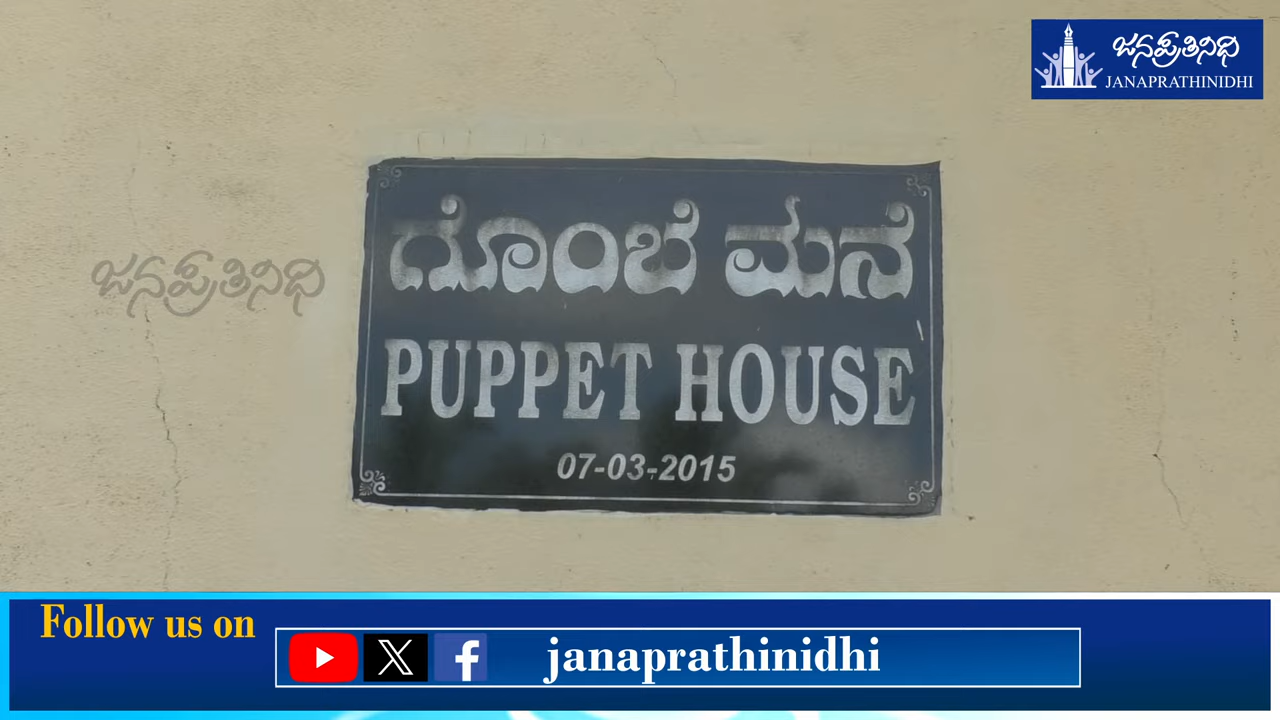 ಜನಪ್ರತಿನಿಧಿ
JANAPRATHINIDHI
ಗೊಂಬೆ ಮನೆ
ಜನಪ್ರತಿನಿಧಿ
PUPPET HOUSE
07-03-2015
Follow us on
janaprathinidhi